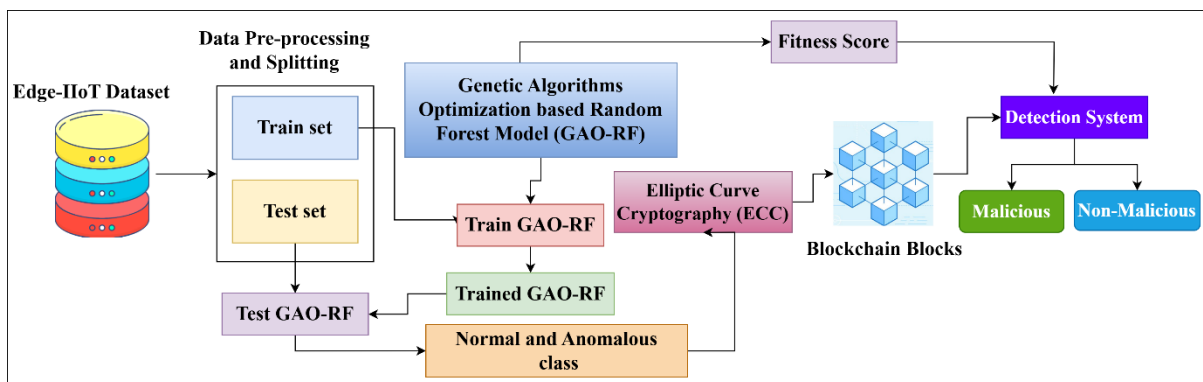 Data Pre-processing
and Splitting
Edge-IIoT Dataset
Train set
Test set
Genetic Algorithms
Optimization based Random
Forest Model (GAO-RF)
Fitness Score
Detection System
Malicious
Non-Malicious
Elliptic Curve
Cryptography (ECC)
Blockchain Blocks
Train GAO-RF
Trained GAO-RF
Test GAO-RF
Normal and Anomalous
class